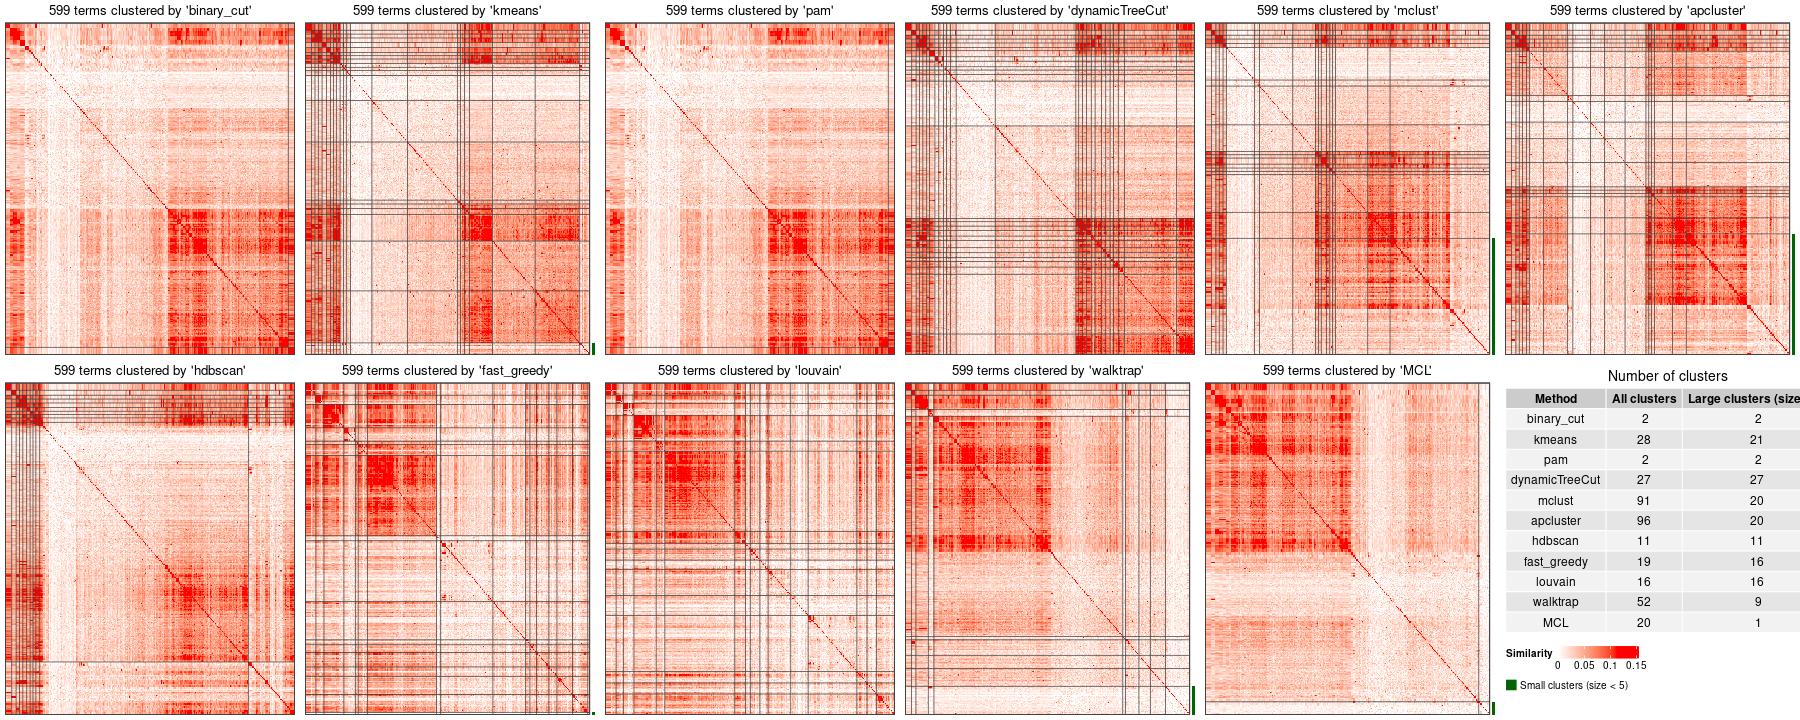 599 terms clustered by 'binary_cut'
599 terms clustered by 'kmeans'
599 terms clustered by 'pam'
599 terms clustered by 'dynamicTreeCut'
599 terms clustered by 'mclust'
599 terms clustered by 'apcluster'
599 terms clustered by 'hdbscan'
599 terms clustered by 'fast_greedy'
599 terms clustered by 'louvain'
599 terms clustered by 'walktrap'
599 terms clustered by 'MCL'
Number of clusters
Method All clusters Large clusters (size
binary_cut 2 2
kmeans 28 21
pam 2 2
dynamicTreeCut 27 27
mclust 91 20
apcluster 96 20
hdbscan 11 11
fast_greedy 19 16
louvain 16 16
walktrap 52 9
MCL 20 1
Similarity
0 0.05 0.1 0.15
Small clusters (size < 5)